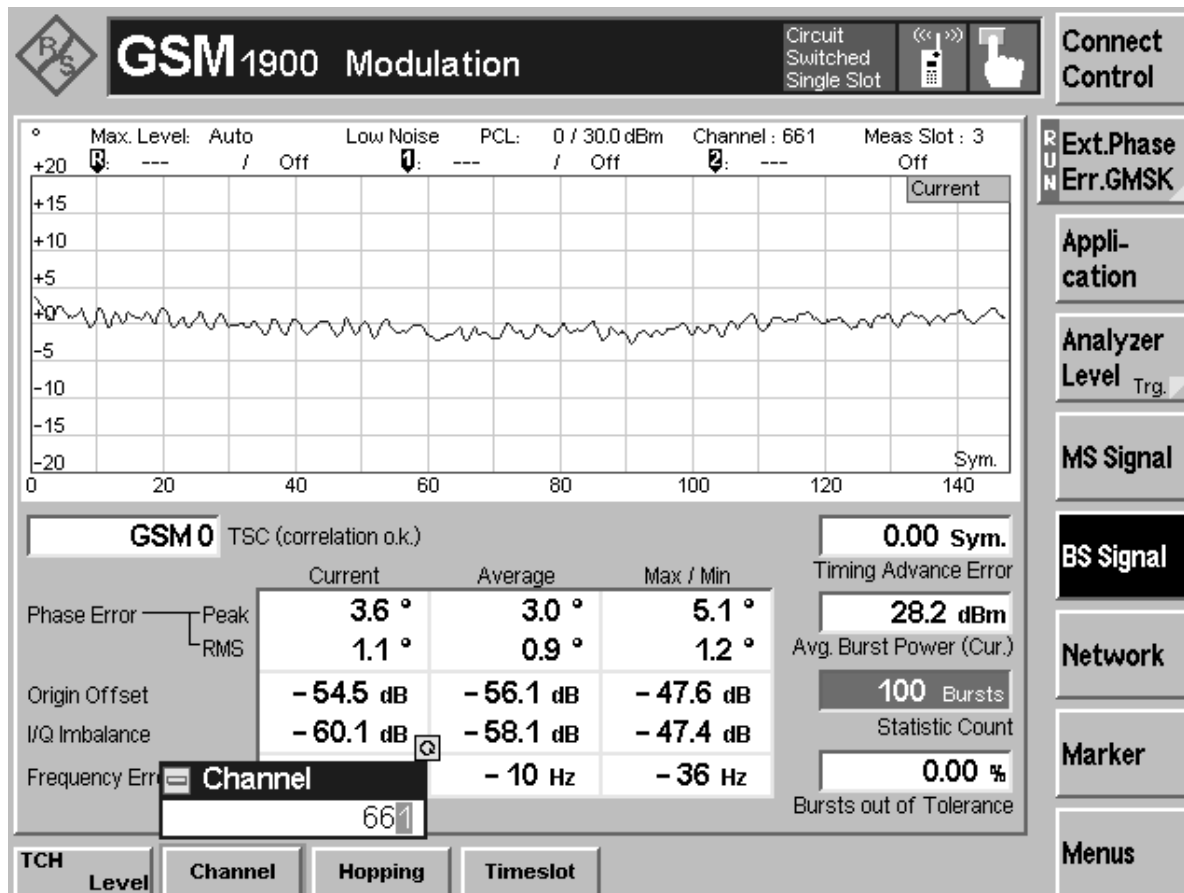 R/S
GSM 1900 Modulation
Circuit
Switched
Single Slot
Connect
Control
° Max. Level: Auto Low Noise PCL: 0 / 30.0 dBm Channel : 661 Meas Slot : 3
R: --- / Off 1: --- / Off 2: --- Off
Current
+20
+15
+10
+5
+0
-5
-10
-15
-20
Sym.
0 20 40 60 80 100 120 140
RUN
Ext.Phase
Err.GMSK
Appli-
cation
Analyzer
Level Trg.
MS Signal
BS Signal
Network
Marker
Menus
GSM 0 TSC (correlation o.k.)
Current Average Max / Min
Phase Error Peak 3.6 ° 3.0 ° 5.1 °
RMS 1.1 ° 0.9 ° 1.2 °
Origin Offset – 54.5 dB – 56.1 dB – 47.6 dB
I/Q Imbalance – 60.1 dB – 58.1 dB – 47.4 dB
Frequency Err – 10 Hz – 36 Hz
0.00 Sym.
Timing Advance Error
28.2 dBm
Avg. Burst Power (Cur.)
100 Bursts
Statistic Count
0.00 %
Bursts out of Tolerance
Channel
661
TCH
Level
Channel
Hopping
Timeslot